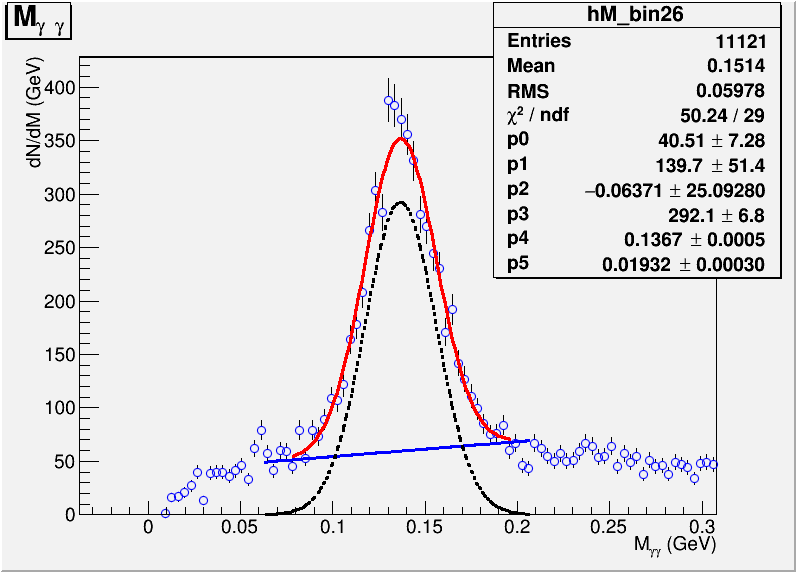 M γ γ
hM_bin26
Entries 11121
Mean 0.1514
RMS 0.05978
χ² / ndf 50.24 / 29
p0 40.51 ± 7.28
p1 139.7 ± 51.4
p2 −0.06371 ± 25.09280
p3 292.1 ± 6.8
p4 0.1367 ± 0.0005
p5 0.01932 ± 0.00030
dN/dM (GeV)
400
350
300
250
200
150
100
50
0
0 0.05 0.1 0.15 0.2 0.25 0.3
Mγγ (GeV)